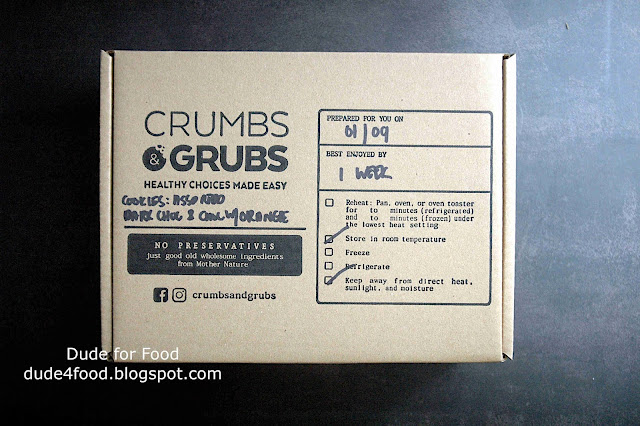 CRUMBS
& GRUBS
HEALTHY CHOICES MADE EASY
COOKIES: ASSORTED
DARK CHOC & CHOC W/ ORANGE
NO PRESERVATIVES
just good old wholesome ingredients
from Mother Nature
crumbsandgrubs
PREPARED FOR YOU ON
01/09
BEST ENJOYED BY
1 WEEK
Reheat: Pan, oven, or oven toaster
for to minutes (refrigerated)
and to minutes (frozen) under
the lowest heat setting
Store in room temperature
Freeze
Refrigerate
Keep away from direct heat,
sunlight, and moisture
Dude for Food
dude4food.blogspot.com